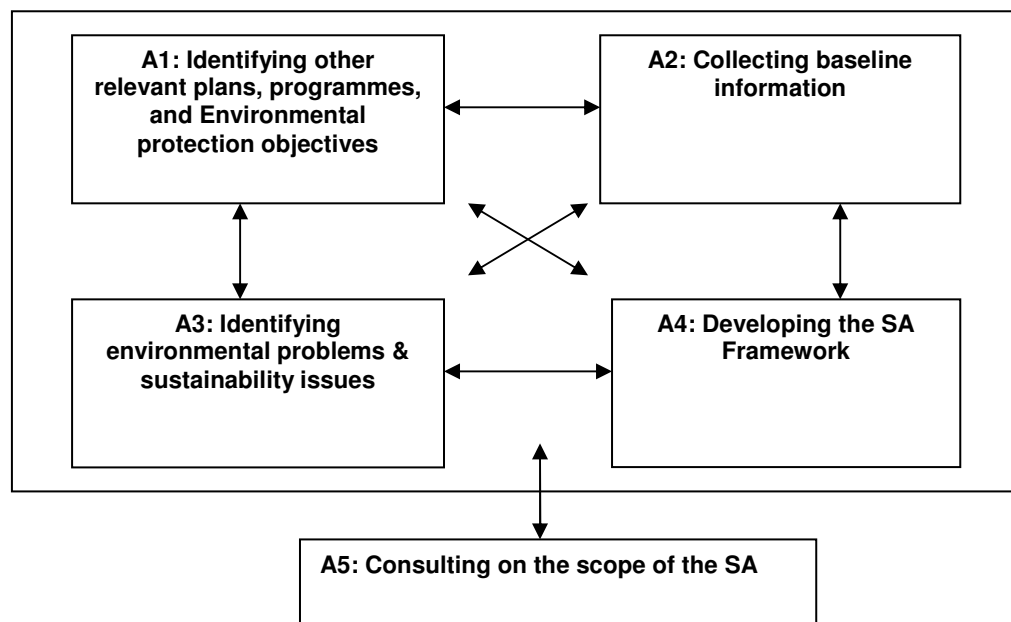 A1: Identifying other
relevant plans, programmes,
and Environmental
protection objectives
A2: Collecting baseline
information
A3: Identifying
environmental problems &
sustainability issues
A4: Developing the SA
Framework
A5: Consulting on the scope of the SA